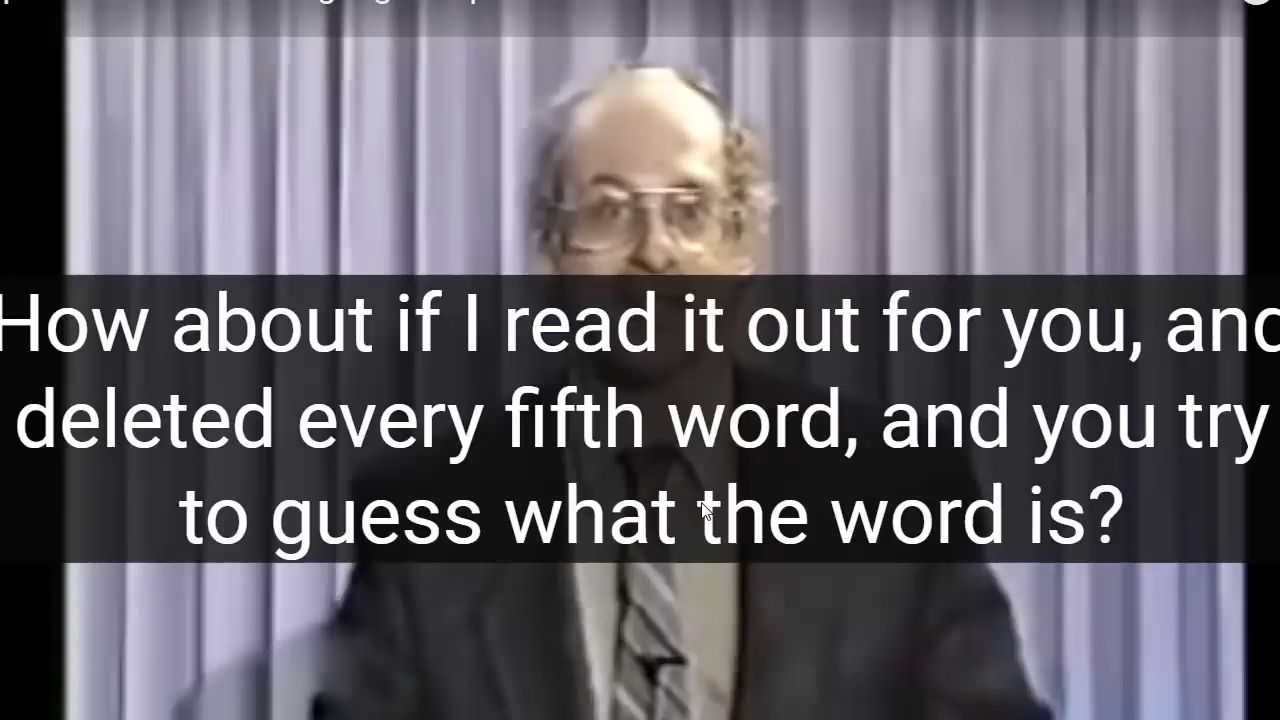 How about if I read it out for you, and
deleted every fifth word, and you try
to guess what the word is?